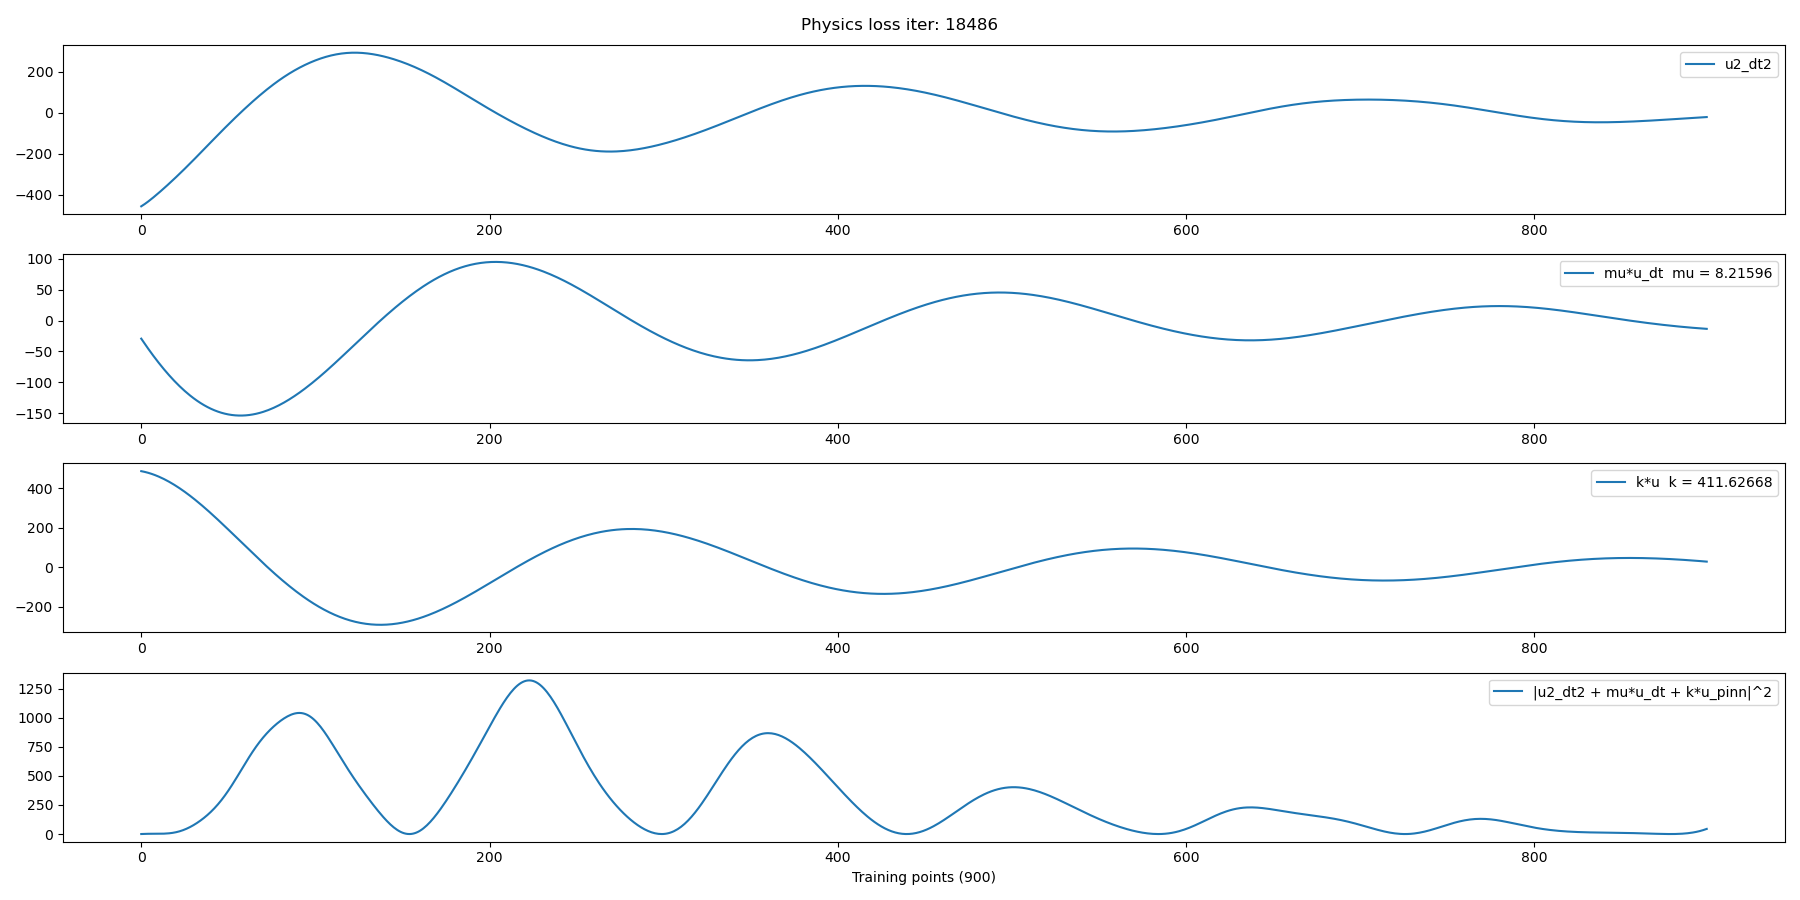 Physics loss iter: 18486
200
0
−200
−400
u2_dt2
0 200 400 600 800
100
50
0
−50
−100
−150
mu*u_dt  mu = 8.21596
0 200 400 600 800
400
200
0
−200
k*u  k = 411.62668
0 200 400 600 800
1250
1000
750
500
250
0
|u2_dt2 + mu*u_dt + k*u_pinn|^2
0 200 400 600 800
Training points (900)